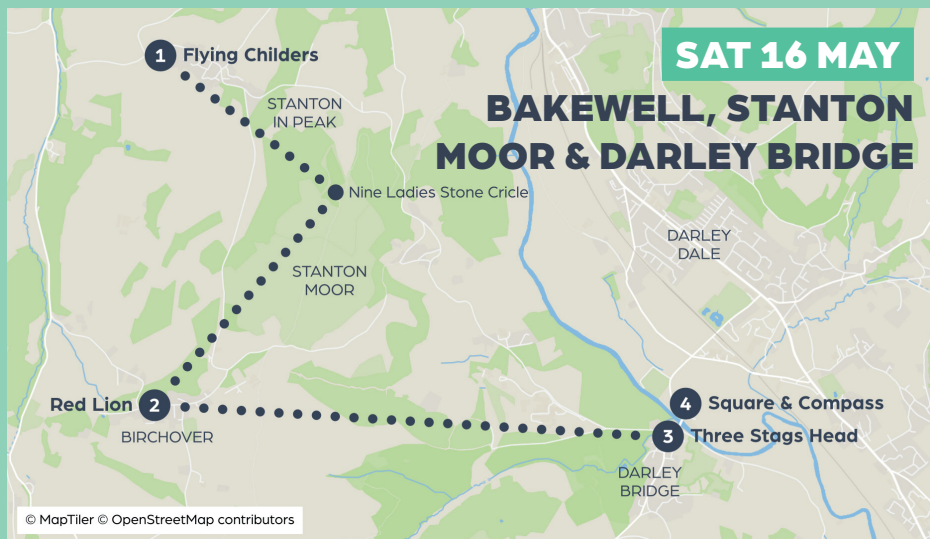 SAT 16 MAY
BAKEWELL, STANTON
MOOR & DARLEY BRIDGE
1 Flying Childers
STANTON
IN PEAK
Nine Ladies Stone Cricle
DARLEY
DALE
STANTON
MOOR
Red Lion 2
BIRCHOVER
4 Square & Compass
3 Three Stags Head
DARLEY
BRIDGE
© MapTiler © OpenStreetMap contributors